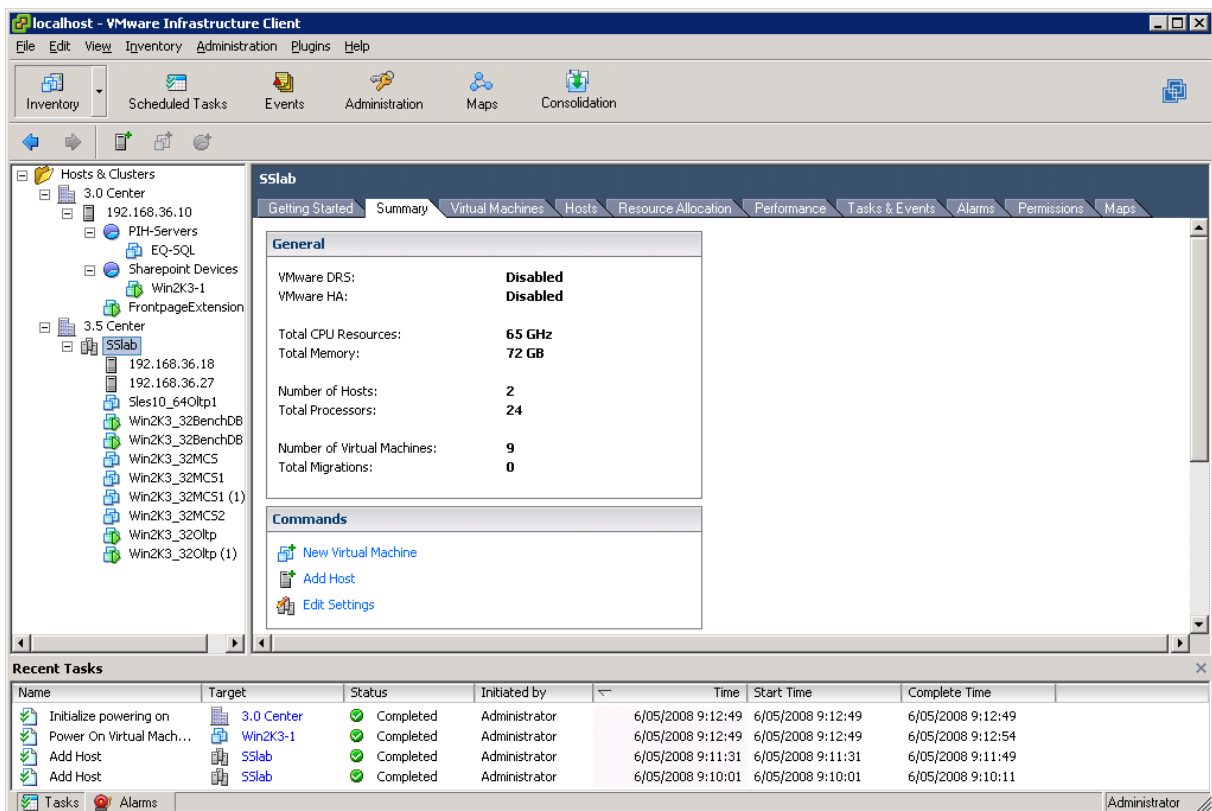 localhost - VMware Infrastructure Client
File Edit View Inventory Administration Plugins Help
Inventory Scheduled Tasks Events Administration Maps Consolidation
Hosts & Clusters
3.0 Center
192.168.36.10
PIH-Servers
EQ-SQL
Sharepoint Devices
Win2K3-1
FrontpageExtension
3.5 Center
SSlab
192.168.36.18
192.168.36.27
Sles10_64Oltp1
Win2K3_32BenchDB
Win2K3_32BenchDB
Win2K3_32MCS
Win2K3_32MCS1
Win2K3_32MCS1 (1)
Win2K3_32MCS2
Win2K3_32Oltp
Win2K3_32Oltp (1)
SSlab
Getting Started Summary Virtual Machines Hosts Resource Allocation Performance Tasks & Events Alarms Permissions Maps
General
VMware DRS: Disabled
VMware HA: Disabled
Total CPU Resources: 65 GHz
Total Memory: 72 GB
Number of Hosts: 2
Total Processors: 24
Number of Virtual Machines: 9
Total Migrations: 0
Commands
New Virtual Machine
Add Host
Edit Settings
Recent Tasks
Name Target Status Initiated by Time Start Time Complete Time
Initialize powering on 3.0 Center Completed Administrator 6/05/2008 9:12:49 6/05/2008 9:12:49 6/05/2008 9:12:49
Power On Virtual Mach... Win2K3-1 Completed Administrator 6/05/2008 9:12:49 6/05/2008 9:12:49 6/05/2008 9:12:54
Add Host SSlab Completed Administrator 6/05/2008 9:11:31 6/05/2008 9:11:31 6/05/2008 9:11:49
Add Host SSlab Completed Administrator 6/05/2008 9:10:01 6/05/2008 9:10:01 6/05/2008 9:10:11
Tasks Alarms Administrator